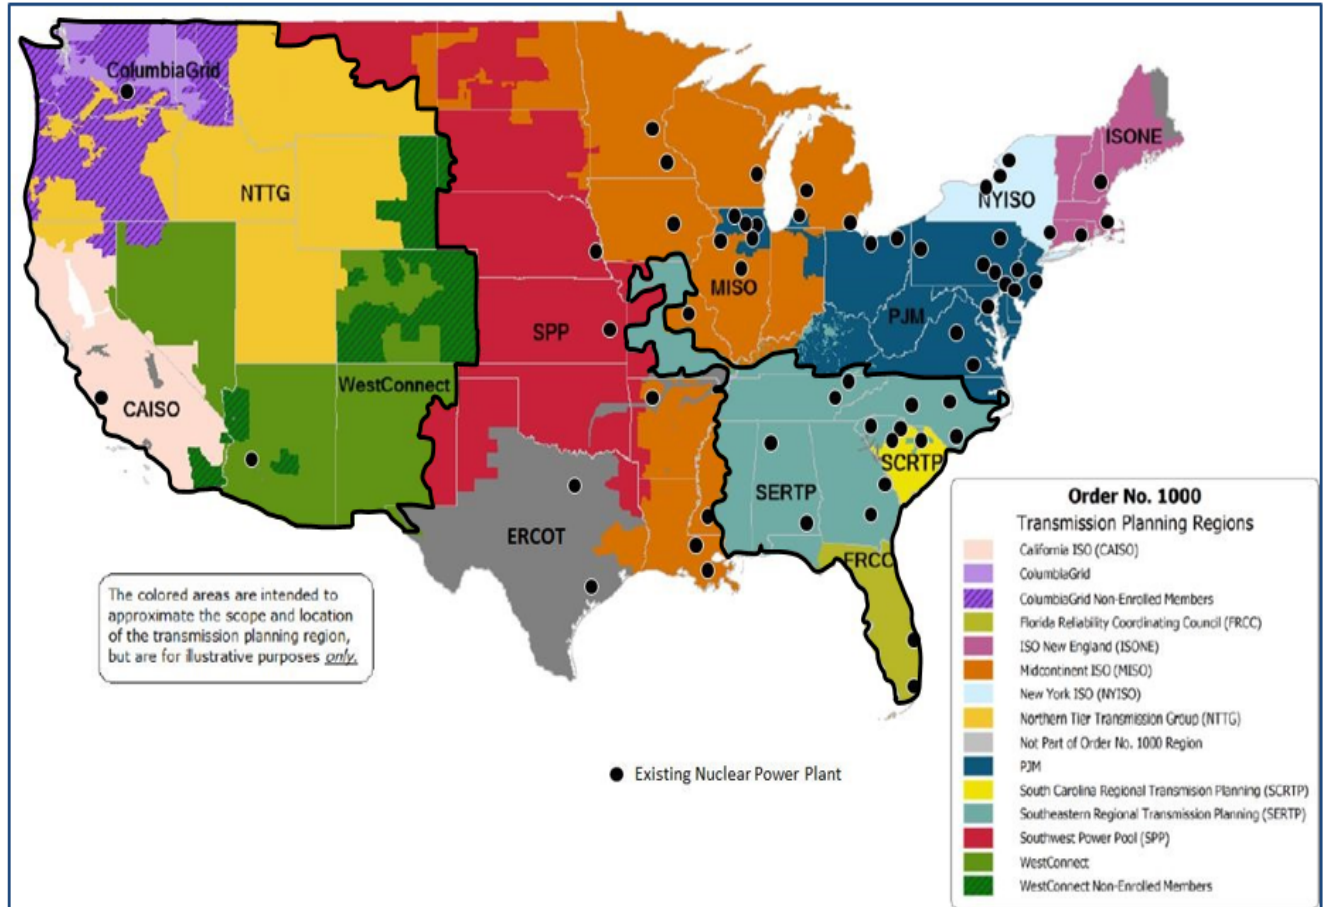 ColumbiaGrid
ISONE
NTTG
NYISO
MISO
PJM
SPP
WestConnect
CAISO
SCRTP
SERTP
ERCOT
FRCC
The colored areas are intended to
approximate the scope and location
of the transmission planning region,
but are for illustrative purposes only.
Existing Nuclear Power Plant
Order No. 1000
Transmission Planning Regions
California ISO (CAISO)
ColumbiaGrid
ColumbiaGrid Non-Enrolled Members
Florida Reliability Coordinating Council (FRCC)
ISO New England (ISONE)
Midcontinent ISO (MISO)
New York ISO (NYISO)
Northern Tier Transmission Group (NTTG)
Not Part of Order No. 1000 Region
PJM
South Carolina Regional Transmision Planning (SCRTP)
Southeastern Regional Transmission Planning (SERTP)
Southwest Power Pool (SPP)
WestConnect
WestConnect Non-Enrolled Members